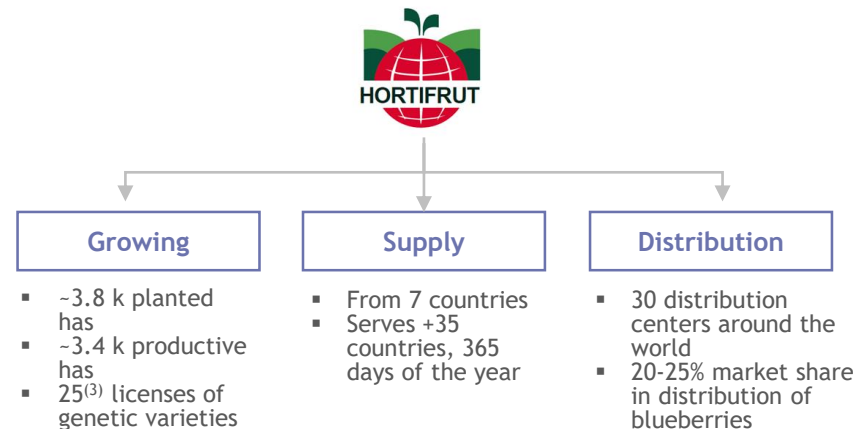 HORTIFRUT
Growing
▪ ~3.8 k planted
has
▪ ~3.4 k productive
has
▪ 25(3) licenses of
genetic varieties
Supply
▪ From 7 countries
▪ Serves +35
countries, 365
days of the year
Distribution
▪ 30 distribution
centers around the
world
▪ 20-25% market share
in distribution of
blueberries